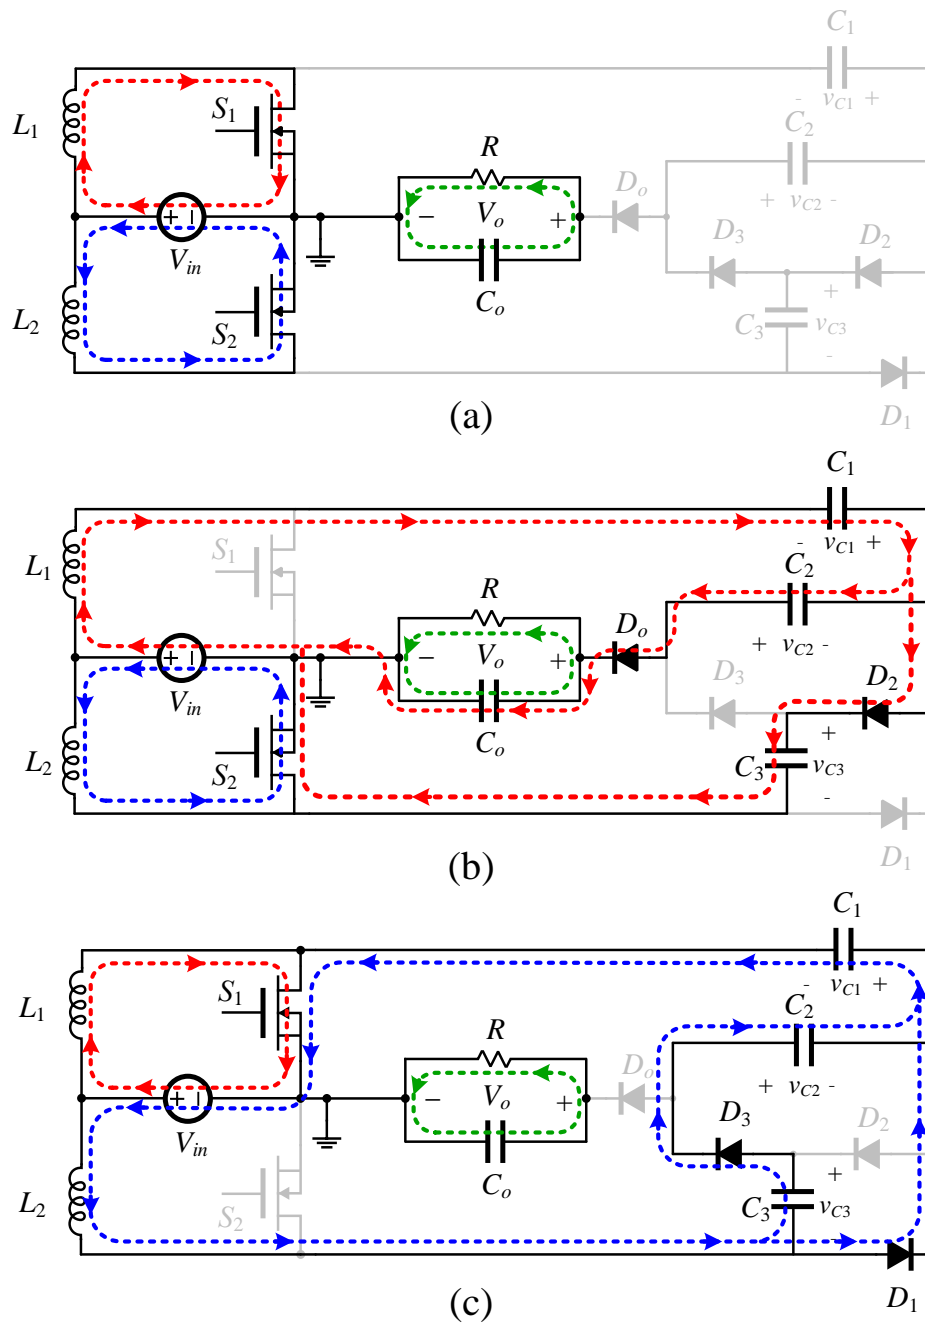 C1
S1
vC1 +
L1
-
C2
R
Do
+ vC2 -
D3
D2
+ -
− Vo +
Vin
+
S2
Co
C3
vC3
L2
-
D1
(a)
C1
S1
vC1 +
L1
-
C2
R
Do
+ vC2 -
D3
D2
+ -
− Vo +
Vin
+
S2
Co
C3
vC3
L2
-
D1
(b)
C1
S1
vC1 +
L1
-
C2
R
Do
+ vC2 -
D3
D2
+ -
− Vo +
Vin
+
S2
Co
C3
vC3
L2
-
D1
(c)